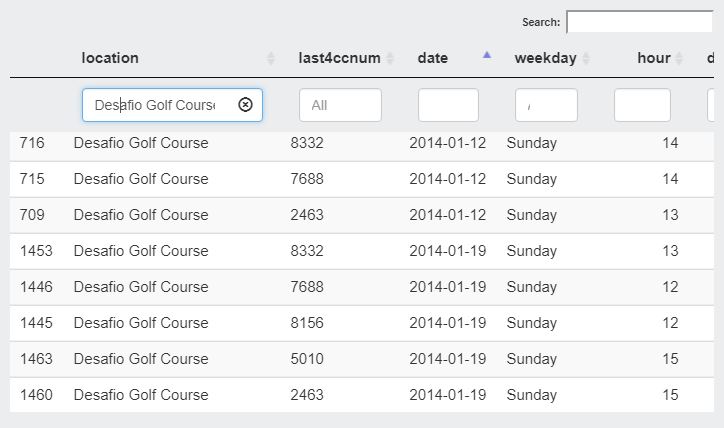 Search:
location last4ccnum date weekday hour d
Desafio Golf Course All
716 Desafio Golf Course 8332 2014-01-12 Sunday 14
715 Desafio Golf Course 7688 2014-01-12 Sunday 14
709 Desafio Golf Course 2463 2014-01-12 Sunday 13
1453 Desafio Golf Course 8332 2014-01-19 Sunday 13
1446 Desafio Golf Course 7688 2014-01-19 Sunday 12
1445 Desafio Golf Course 8156 2014-01-19 Sunday 12
1463 Desafio Golf Course 5010 2014-01-19 Sunday 15
1460 Desafio Golf Course 2463 2014-01-19 Sunday 15